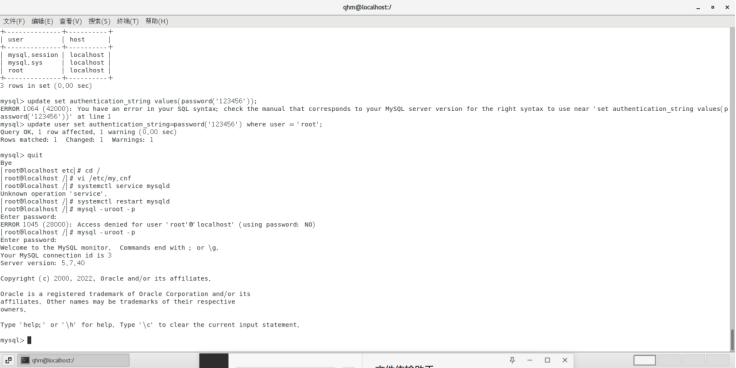 qhm@localhost:/
文件(F) 编辑(E) 查看(V) 搜索(S) 终端(T) 帮助(H)
+---------------+-----------+
| user | host |
+---------------+-----------+
| mysql.session | localhost |
| mysql.sys | localhost |
| root | localhost |
+---------------+-----------+
3 rows in set (0.00 sec)
mysql> update set authentication_string values(password('123456'));
ERROR 1064 (42000): You have an error in your SQL syntax; check the manual that corresponds to your MySQL server version for the right syntax to use near 'set authentication_string values(p
assword('123456'))' at line 1
mysql> update user set authentication_string=password('123456') where user = 'root';
Query OK, 1 row affected, 1 warning (0.00 sec)
Rows matched: 1 Changed: 1 Warnings: 1
mysql> quit
Bye
[root@localhost etc]# cd /
[root@localhost /]# vi /etc/my.cnf
[root@localhost /]# systemctl service mysqld
Unknown operation 'service'.
[root@localhost /]# systemctl restart mysqld
[root@localhost /]# mysql -uroot -p
Enter password:
ERROR 1045 (28000): Access denied for user 'root'@'localhost' (using password: NO)
[root@localhost /]# mysql -uroot -p
Enter password:
Welcome to the MySQL monitor. Commands end with ; or \g.
Your MySQL connection id is 3
Server version: 5.7.40
Copyright (c) 2000, 2022, Oracle and/or its affiliates.
Oracle is a registered trademark of Oracle Corporation and/or its
affiliates. Other names may be trademarks of their respective
owners.
Type 'help;' or '\h' for help. Type '\c' to clear the current input statement.
mysql>
qhm@localhost:/